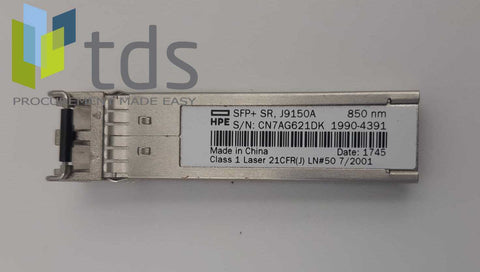 tds
PROCUREMENT MADE EASY
HPE
SFP+ SR, J9150A 850 nm
S/N: CN7AG621DK 1990-4391
Made in China Date: 1745
Class 1 Laser 21CFR(J) LN#50 7/2001